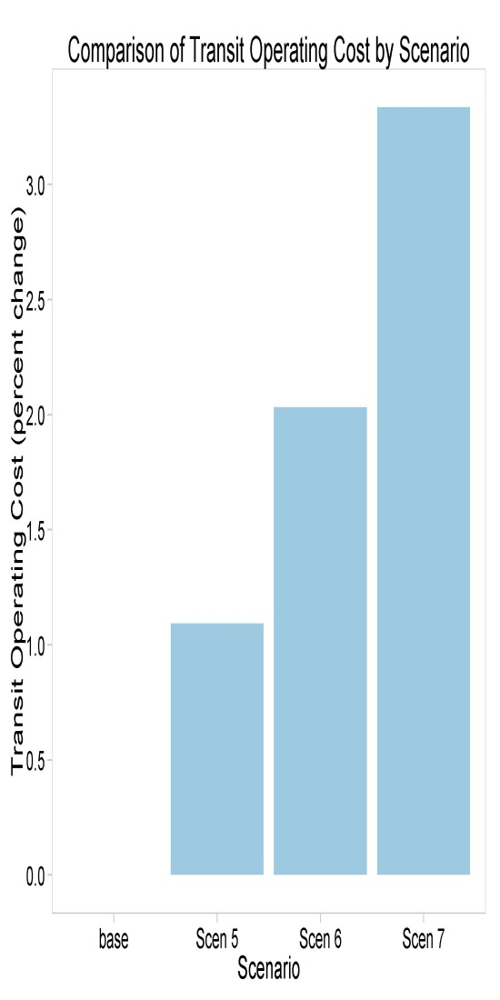 Comparison of Transit Operating Cost by Scenario
Transit Operating Cost (percent change)
3.0
2.5
2.0
1.5
1.0
0.5
0.0
base Scen 5 Scen 6 Scen 7
Scenario